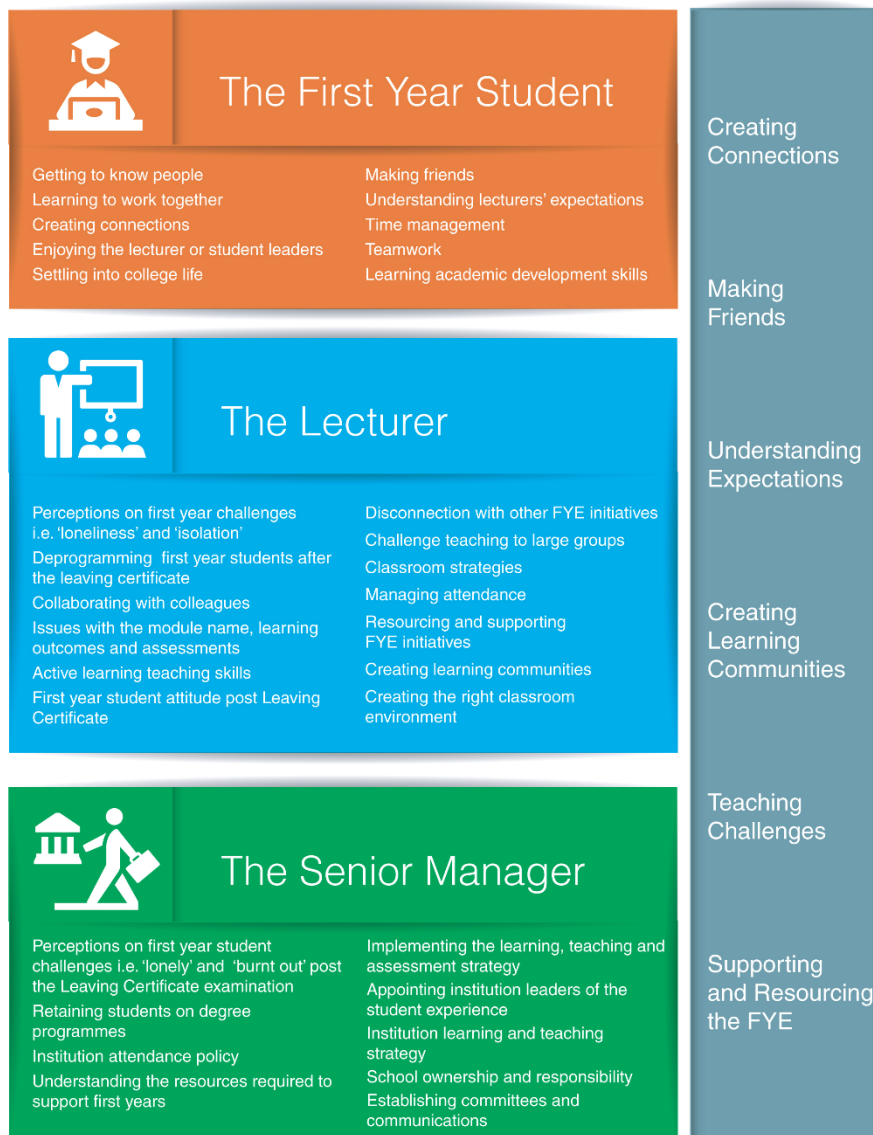 The First Year Student
Getting to know people
Learning to work together
Creating connections
Enjoying the lecturer or student leaders
Settling into college life
Making friends
Understanding lecturers' expectations
Time management
Teamwork
Learning academic development skills
The Lecturer
Perceptions on first year challenges
i.e. 'loneliness' and 'isolation'
Deprogramming first year students after
the leaving certificate
Collaborating with colleagues
Issues with the module name, learning
outcomes and assessments
Active learning teaching skills
First year student attitude post Leaving
Certificate
Disconnection with other FYE initiatives
Challenge teaching to large groups
Classroom strategies
Managing attendance
Resourcing and supporting
FYE initiatives
Creating learning communities
Creating the right classroom
environment
The Senior Manager
Perceptions on first year student
challenges i.e. 'lonely' and 'burnt out' post
the Leaving Certificate examination
Retaining students on degree
programmes
Institution attendance policy
Understanding the resources required to
support first years
Implementing the learning, teaching and
assessment strategy
Appointing institution leaders of the
student experience
Institution learning and teaching
strategy
School ownership and responsibility
Establishing committees and
communications
Creating
Connections
Making
Friends
Understanding
Expectations
Creating
Learning
Communities
Teaching
Challenges
Supporting
and Resourcing
the FYE